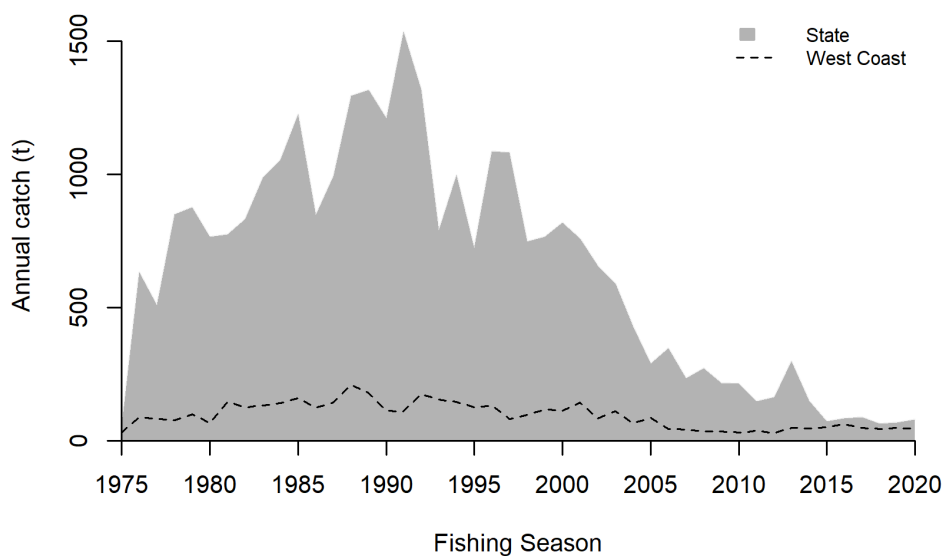 State
West Coast
Annual catch (t)
1500
1000
500
0
1975 1980 1985 1990 1995 2000 2005 2010 2015 2020
Fishing Season